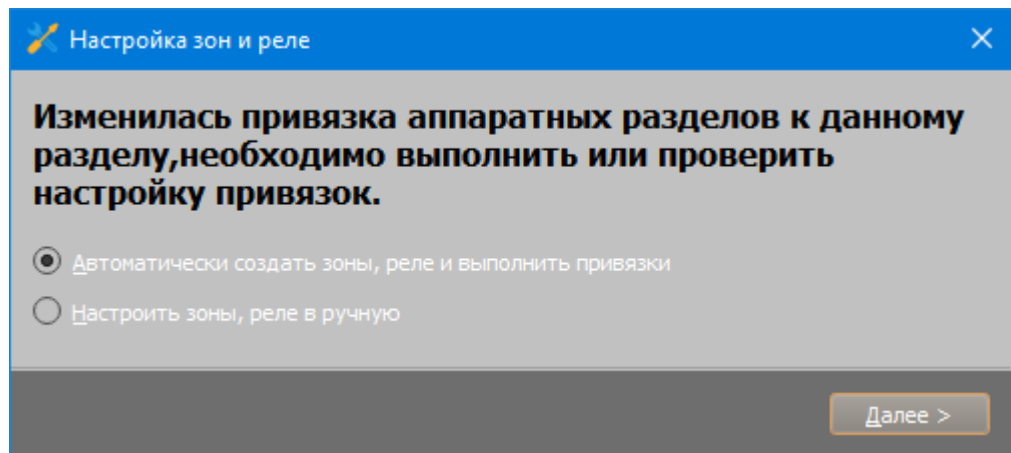 Настройка зон и реле
Изменилась привязка аппаратных разделов к данному
разделу,необходимо выполнить или проверить
настройку привязок.
Автоматически создать зоны, реле и выполнить привязки
Настроить зоны, реле в ручную
Далее >